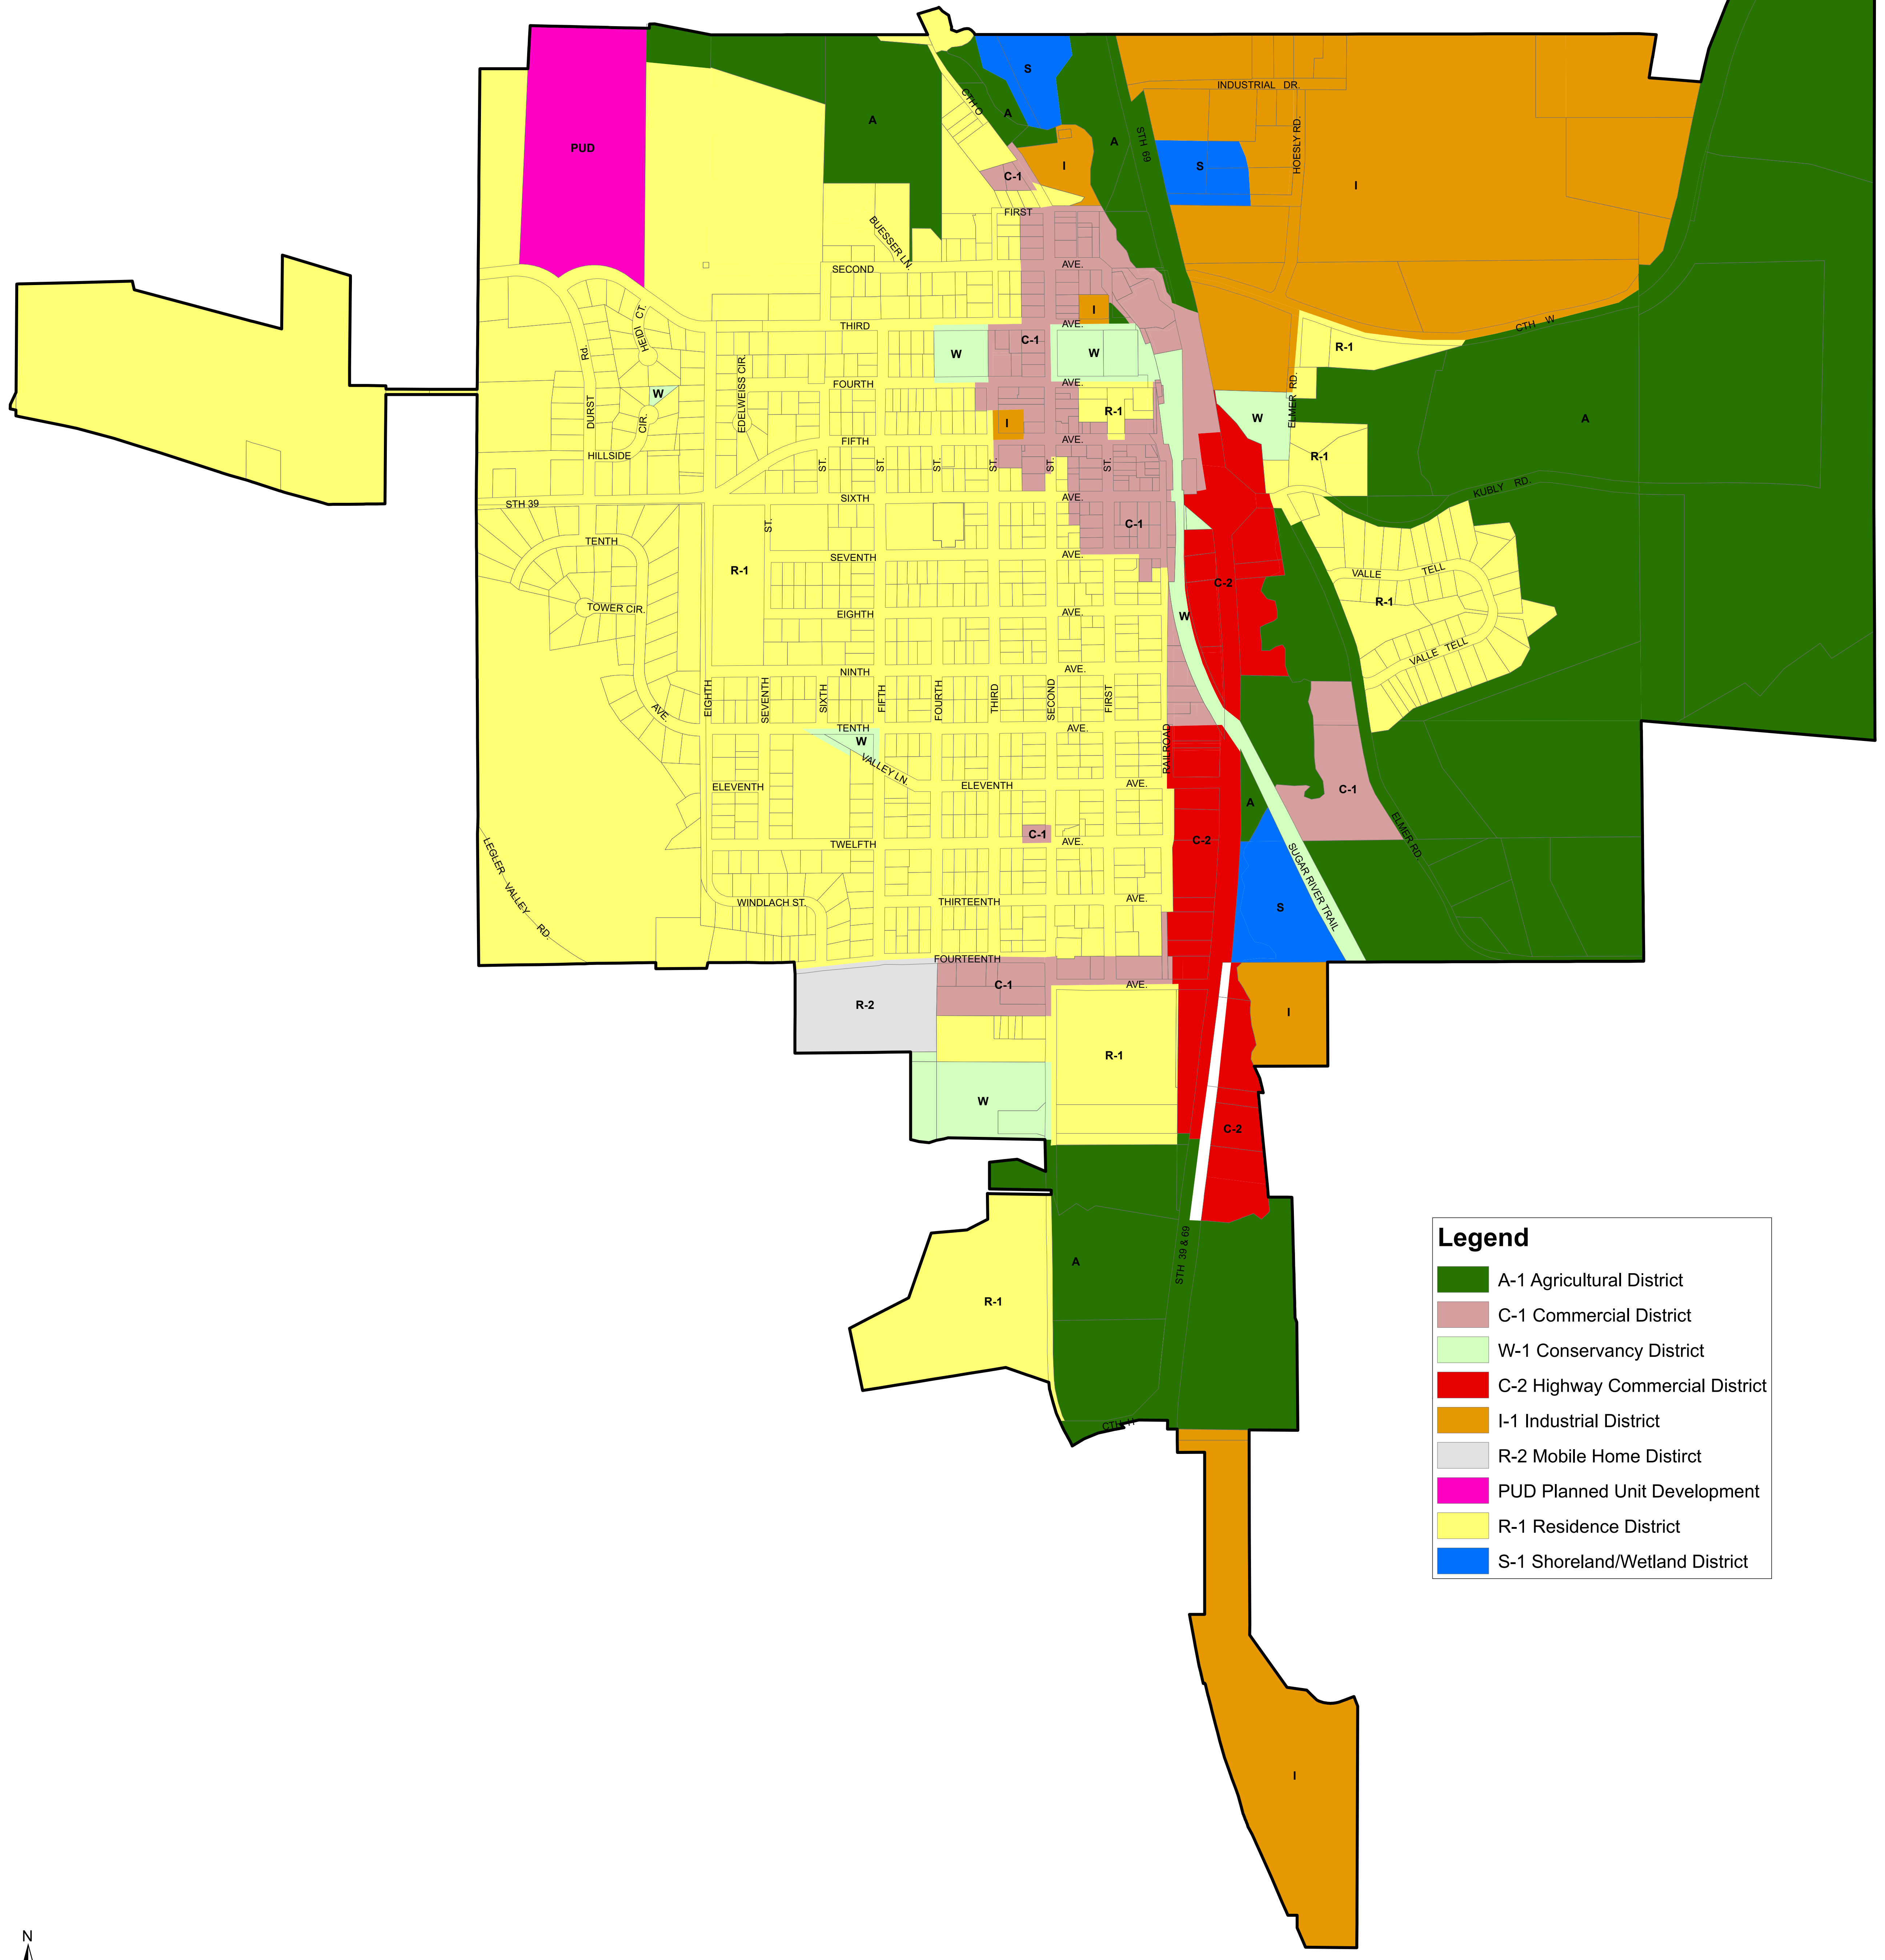 S
INDUSTRIAL DR.
CTH O
A
A
A
STH 69
HOESLY RD.
PUD
S
I
I
C-1
FIRST
BUESSER LN.
SECOND
AVE.
HEIDI CT.
I
THIRD
AVE.
CTH W
C-1
R-1
W
W
Rd.
EDELWEISS CIR.
FOURTH
AVE.
W
ELMER RD.
DURST
CIR.
R-1
W
A
I
FIFTH
AVE.
HILLSIDE
ST.
ST.
ST.
ST.
ST.
ST.
R-1
KUBLY RD.
STH 39
SIXTH
AVE.
ST.
C-1
TENTH
SEVENTH
AVE.
R-1
VALLE TELL
C-2
TOWER CIR.
EIGHTH
AVE.
R-1
W
VALLE TELL
NINTH
AVE.
EIGHTH
SEVENTH
SIXTH
FIFTH
FOURTH
THIRD
SECOND
FIRST
AVE.
TENTH
AVE.
W
RAILROAD
VALLEY LN.
ELEVENTH
ELEVENTH
AVE.
C-1
A
C-1
ELMER RD.
TWELFTH
AVE.
C-2
LEGLER VALLEY RD.
SUGAR RIVER TRAIL
WINDLACH ST.
THIRTEENTH
AVE.
S
FOURTEENTH
C-1
AVE.
R-2
I
R-1
W
C-2
STH 39 & 69
A
R-1
CTH H
I
Legend
A-1 Agricultural District
C-1 Commercial District
W-1 Conservancy District
C-2 Highway Commercial District
I-1 Industrial District
R-2 Mobile Home Distirct
PUD Planned Unit Development
R-1 Residence District
S-1 Shoreland/Wetland District
N